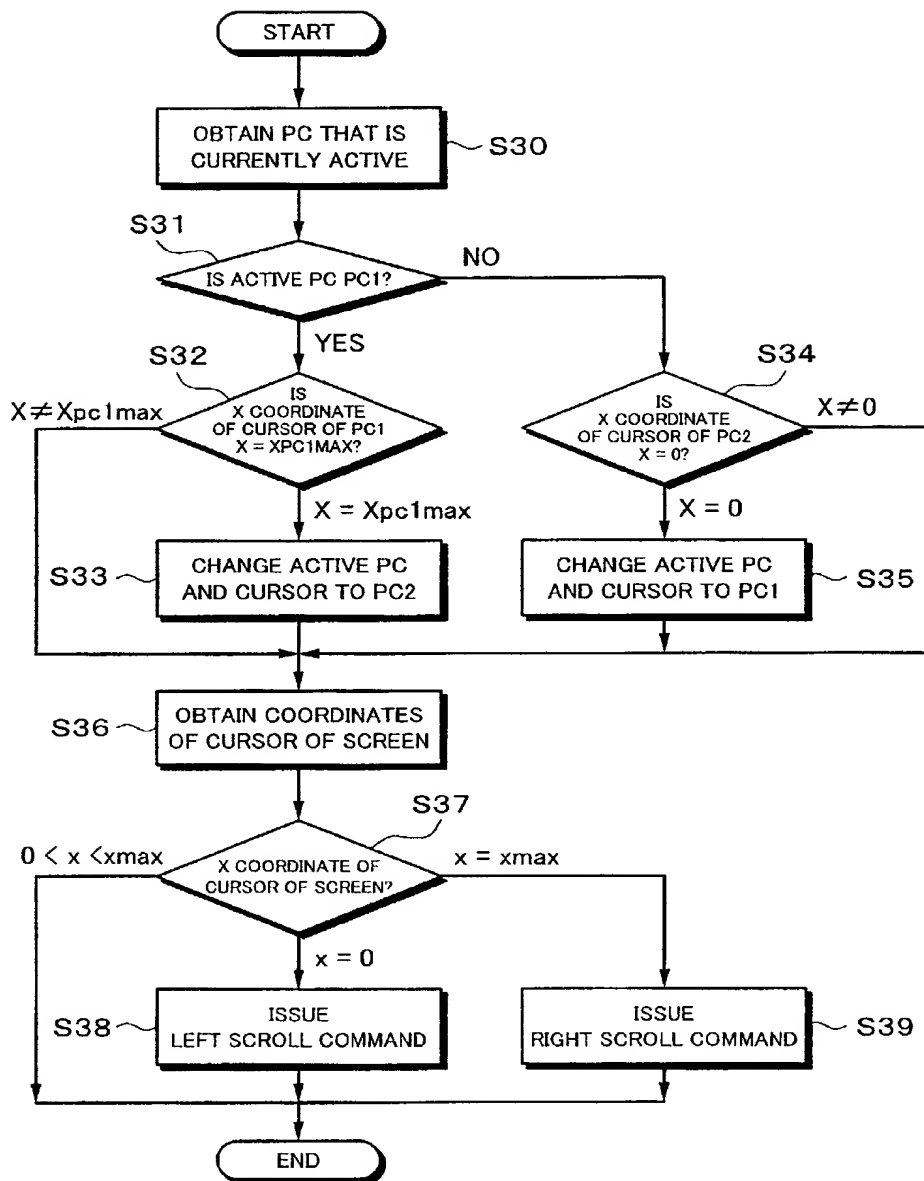 START
OBTAIN PC THAT IS
CURRENTLY ACTIVE
S30
S31
IS ACTIVE PC PC1?
NO
YES
S32
IS
X COORDINATE
OF CURSOR OF PC1
X = XPC1MAX?
X≠Xpc1max
X = Xpc1max
S34
IS
X COORDINATE
OF CURSOR OF PC2
X = 0?
X≠0
X = 0
S33
CHANGE ACTIVE PC
AND CURSOR TO PC2
CHANGE ACTIVE PC
AND CURSOR TO PC1
S35
S36
OBTAIN COORDINATES
OF CURSOR OF SCREEN
S37
X COORDINATE OF
CURSOR OF SCREEN?
0 < x <xmax
x = xmax
x = 0
S38
ISSUE
LEFT SCROLL COMMAND
ISSUE
RIGHT SCROLL COMMAND
S39
END